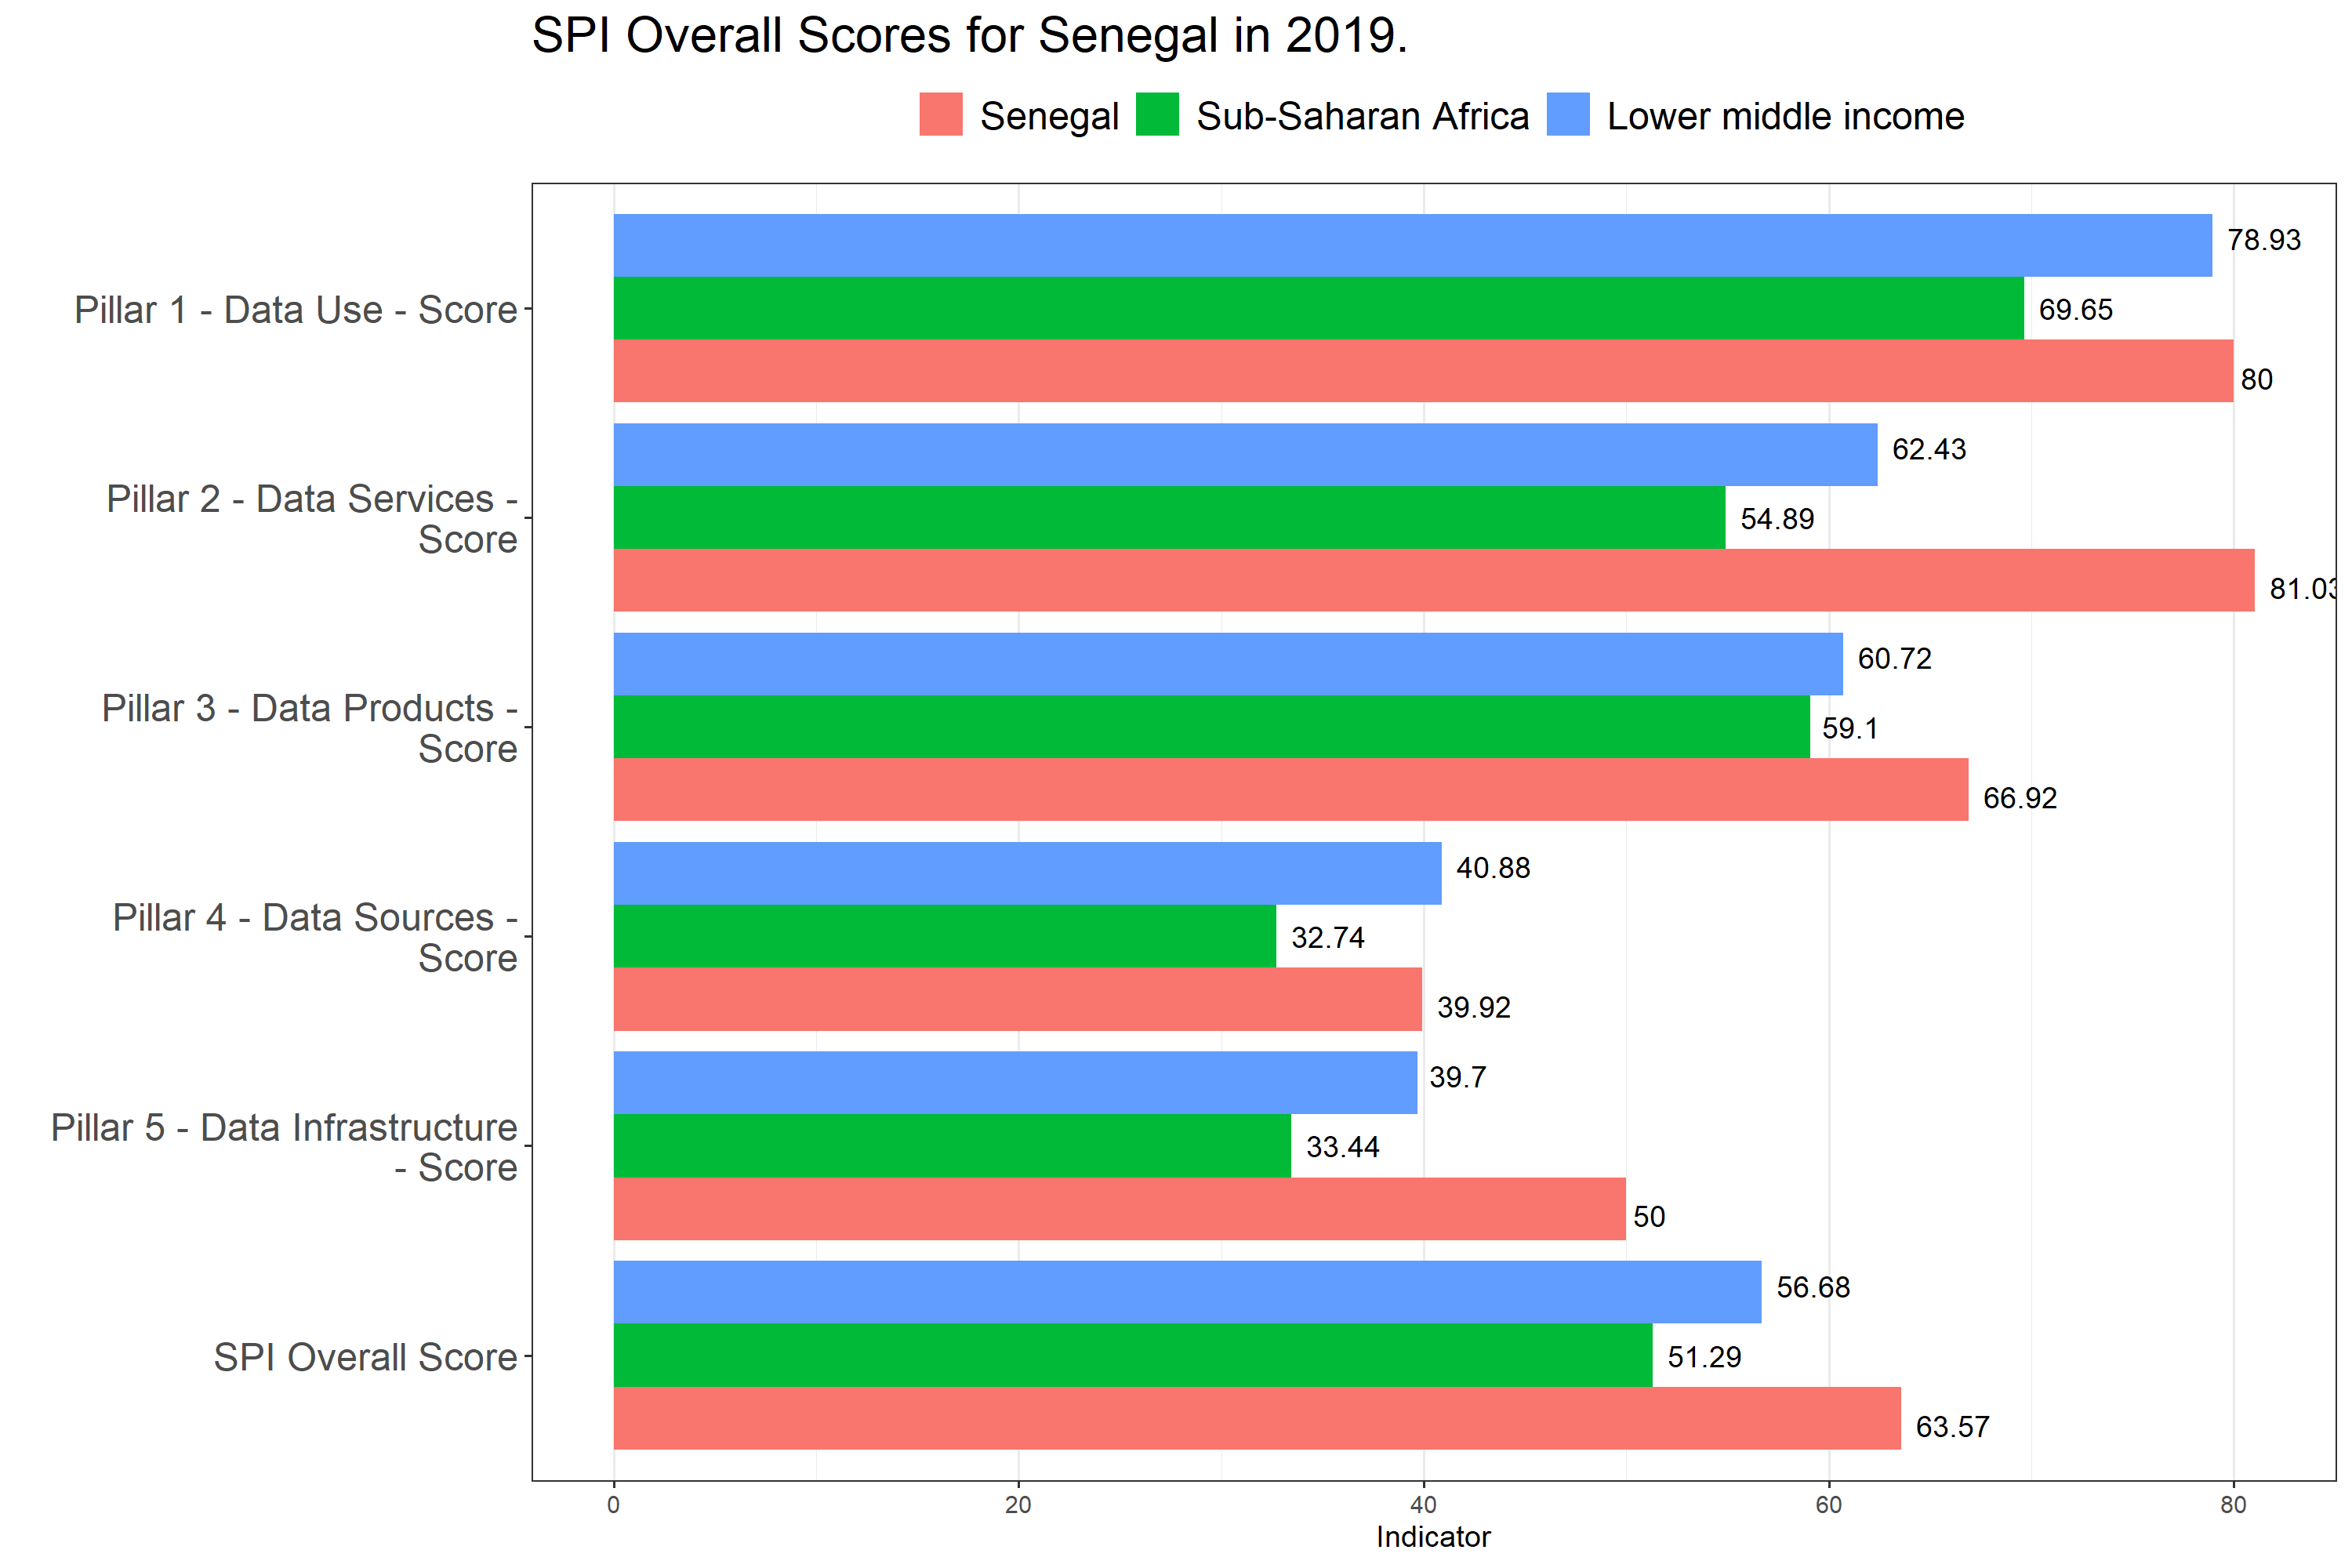 SPI Overall Scores for Senegal in 2019.
Senegal Sub-Saharan Africa Lower middle income
Pillar 1 - Data Use - Score
78.93
69.65
80
Pillar 2 - Data Services -
Score
62.43
54.89
81.03
Pillar 3 - Data Products -
Score
60.72
59.1
66.92
Pillar 4 - Data Sources -
Score
40.88
32.74
39.92
Pillar 5 - Data Infrastructure
- Score
39.7
33.44
50
SPI Overall Score
56.68
51.29
63.57
0 20 40 60 80
Indicator